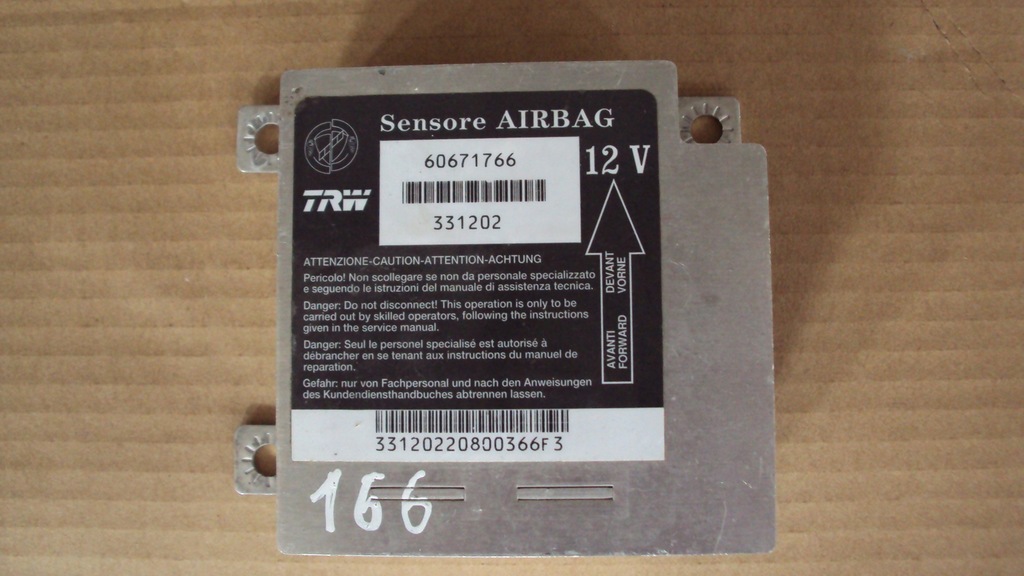 Sensore AIRBAG
60671766
12 V
TRW
331202
DEVANT
VORNE
AVANTI
FORWARD
ATTENZIONE-CAUTION-ATTENTION-ACHTUNG
Pericolo! Non scollegare se non da personale specializzato
e seguendo le istruzioni del manuale di assistenza tecnica.
Danger: Do not disconnect! This operation is only to be
carried out by skilled operators, following the instructions
given in the service manual.
Danger: Seul le personel specialisé est autorisé à
débrancher en se tenant aux instructions du manuel de
reparation.
Gefahr: nur von Fachpersonal und nach den Anweisungen
des Kundendiensthandbuches abtrennen lassen.
33120220800366F3
166